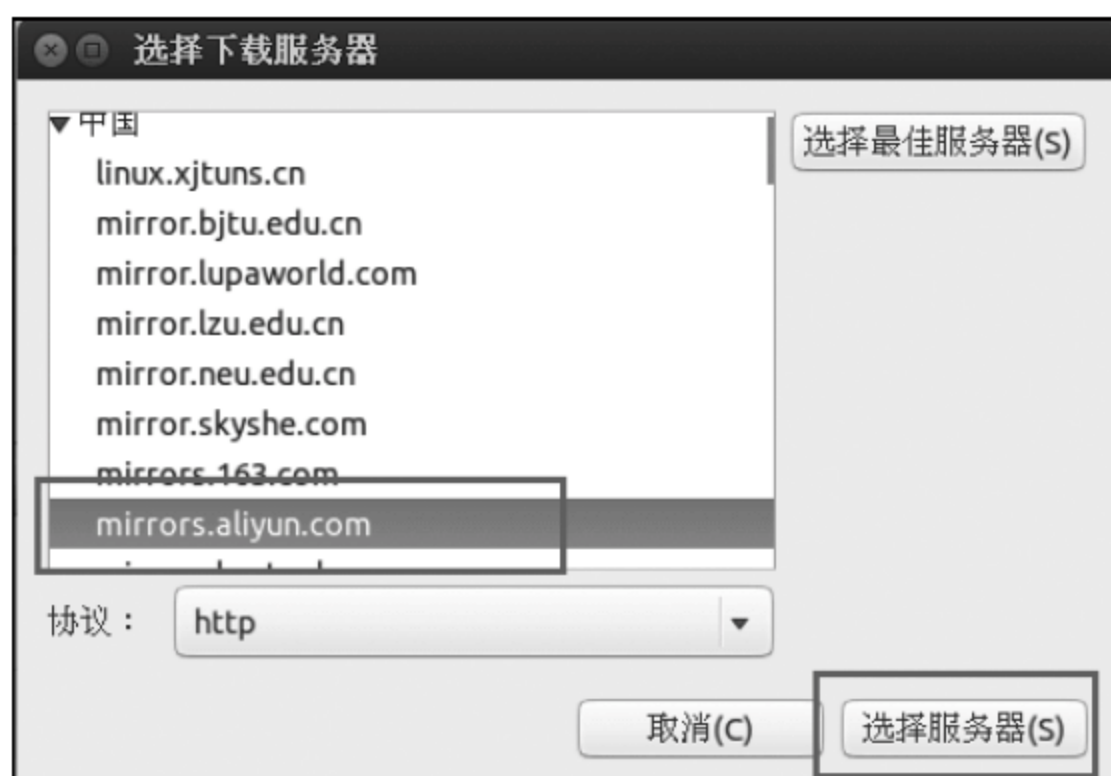 选择下载服务器
中国
选择最佳服务器(S)
linux.xjtuns.cn
mirror.bjtu.edu.cn
mirror.lupaworld.com
mirror.lzu.edu.cn
mirror.neu.edu.cn
mirror.skyshe.com
mirrors.163.com
mirrors.aliyun.com
协议：
http
取消(C)
选择服务器(S)